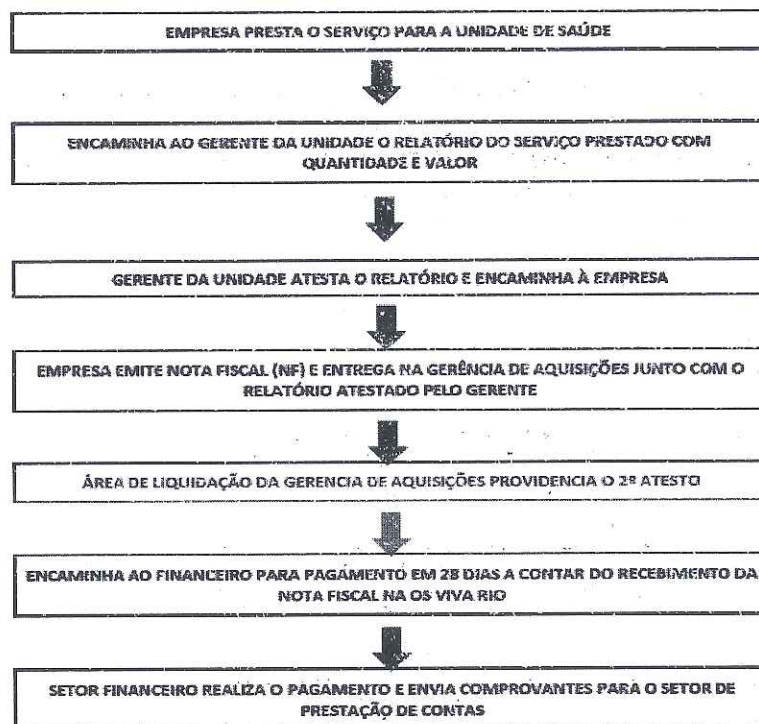 EMPRESA PRESTA O SERVIÇO PARA A UNIDADE DE SAÚDE
ENCAMINHA AO GERENTE DA UNIDADE O RELATÓRIO DO SERVIÇO PRESTADO COM
QUANTIDADE E VALOR
GERENTE DA UNIDADE ATESTA O RELATÓRIO E ENCAMINHA À EMPRESA
EMPRESA EMITE NOTA FISCAL (NF) E ENTREGA NA GERÊNCIA DE AQUISIÇÕES JUNTO COM O
RELATÓRIO ATESTADO PELO GERENTE
ÁREA DE LIQUIDAÇÃO DA GERENCIA DE AQUISIÇÕES PROVIDENCIA O 2º ATESTO
ENCAMINHA AO FINANCEIRO PARA PAGAMENTO EM 28 DIAS A CONTAR DO RECEBIMENTO DA
NOTA FISCAL NA OS VIVA RIO
SETOR FINANCEIRO REALIZA O PAGAMENTO E ENVIA COMPROVANTES PARA O SETOR DE
PRESTAÇÃO DE CONTAS